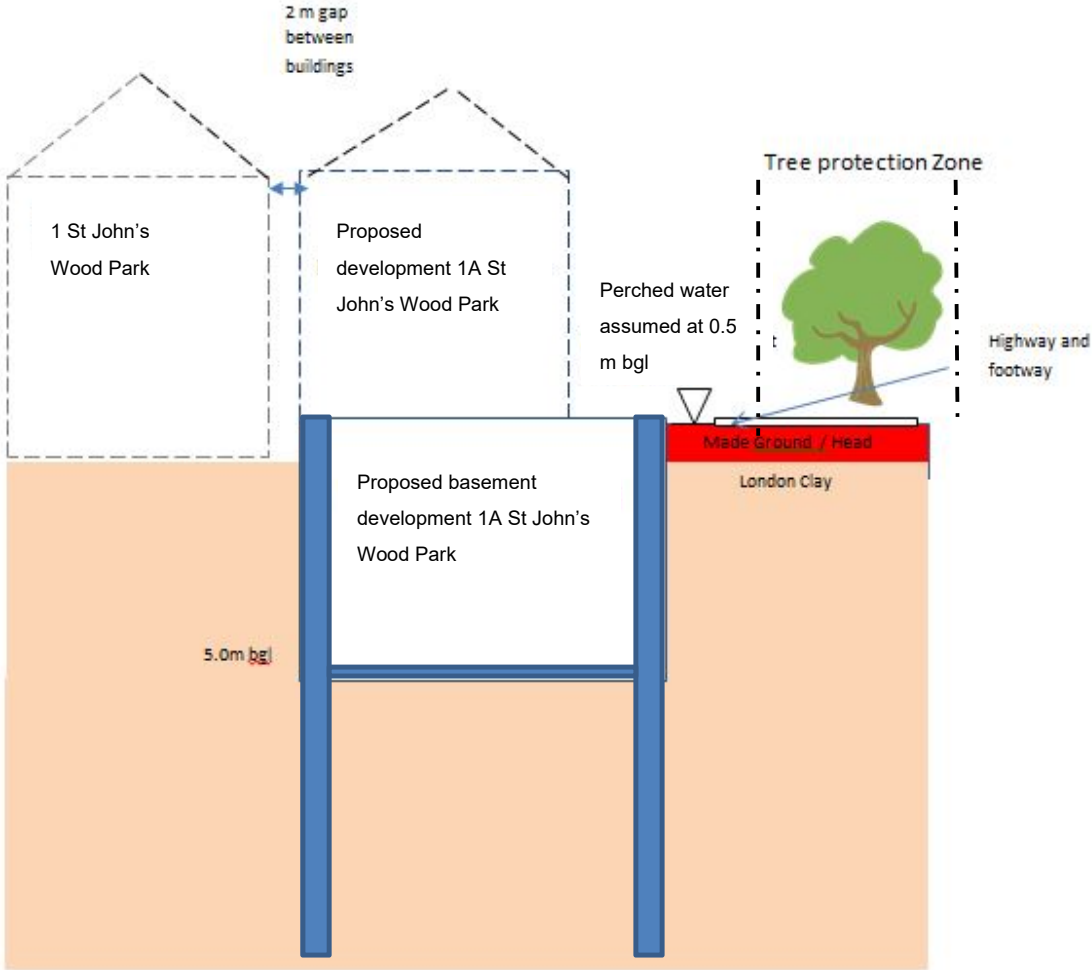 2 m gap
between
buildings
Tree protection Zone
1 St John’s
Wood Park
Proposed
development 1A St
John’s Wood Park
Perched water
assumed at 0.5
m bgl
t
Highway and
footway
Made Ground / Head
London Clay
Proposed basement
development 1A St John’s
Wood Park
5.0m bgl